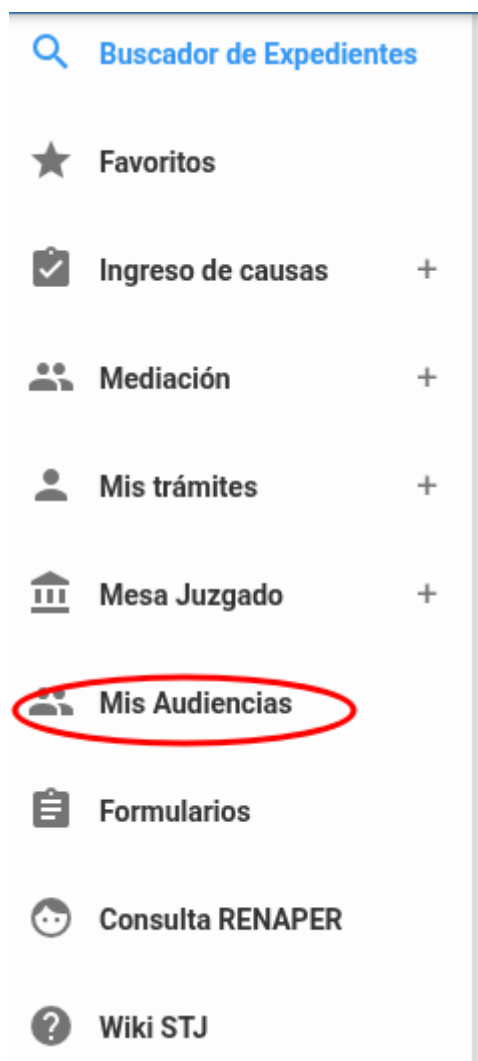 Buscador de Expedientes
Favoritos
Ingreso de causas +
Mediación +
Mis trámites +
Mesa Juzgado +
Mis Audiencias
Formularios
Consulta RENAPER
Wiki STJ